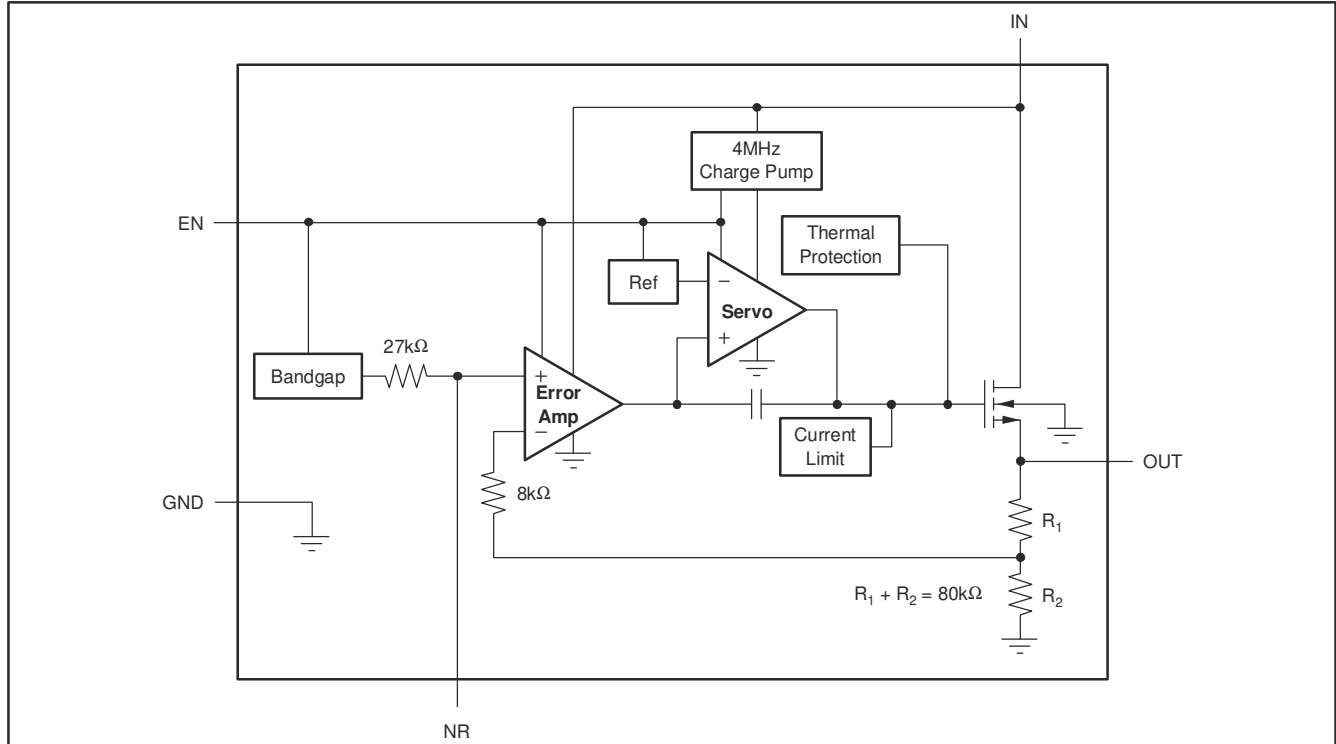 IN
4MHz
Charge Pump
EN
Thermal
Protection
Ref
−
Servo
+
27kΩ
Bandgap
+
Error
Amp
−
Current
Limit
OUT
GND
8kΩ
R1
R1 + R2 = 80kΩ
R2
NR